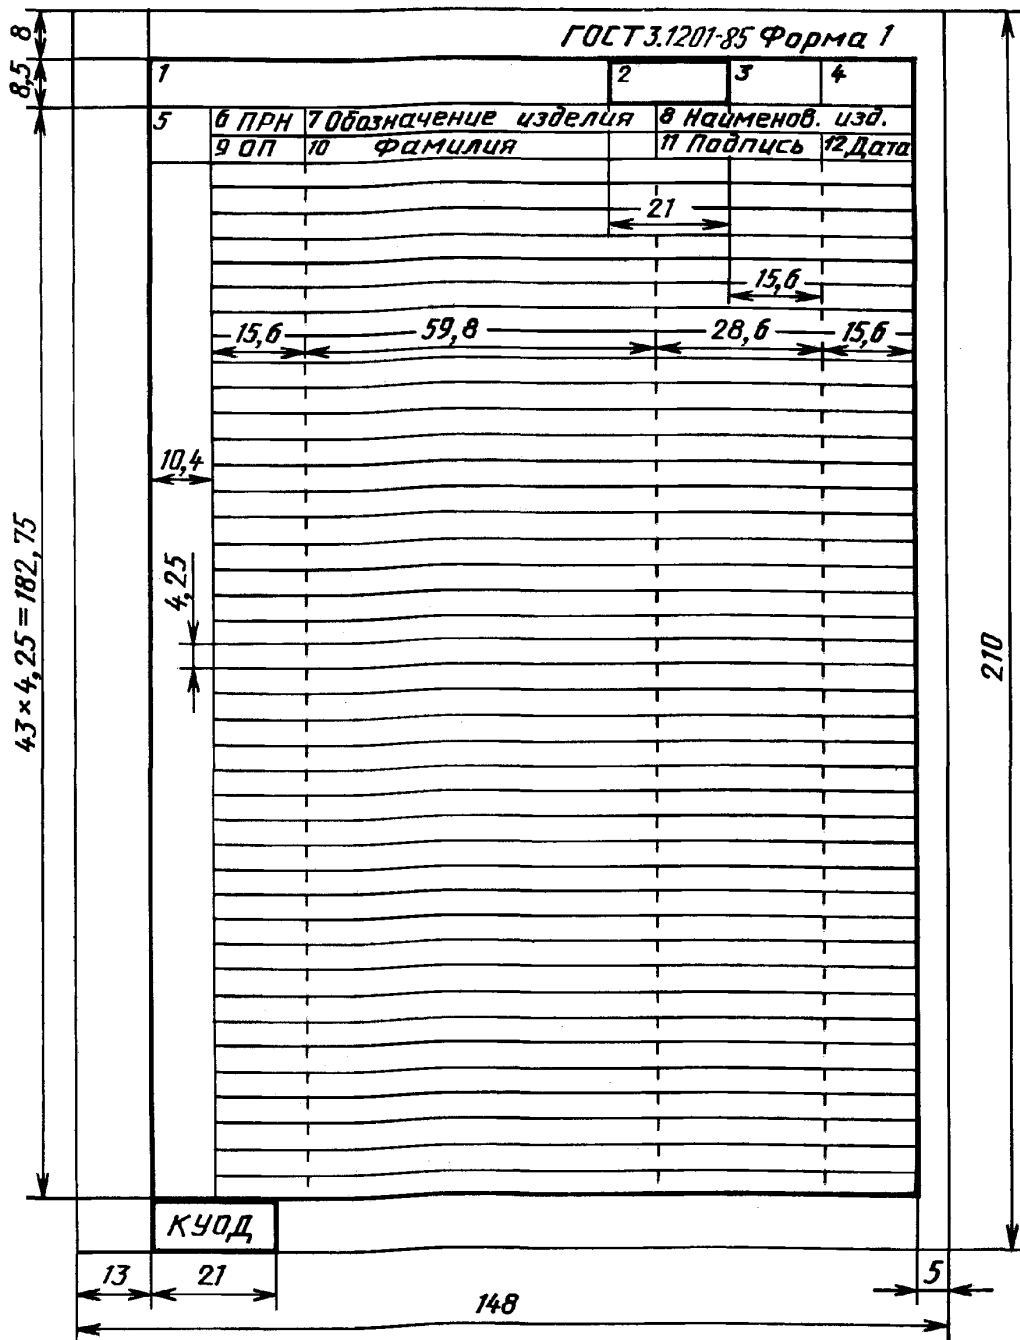 ГОСТ 3.1201-85 Форма 1
8
8,5
1 2 3 4
5 6 ПРН 7 Обозначение изделия 8 Наименов. изд.
9 ОП 10 Фамилия 11 Подпись 12 Дата
21
15,6
15,6 59,8 28,6 15,6
10,4
4,25
43×4,25=182,75
210
КУОД
13 21 5
148